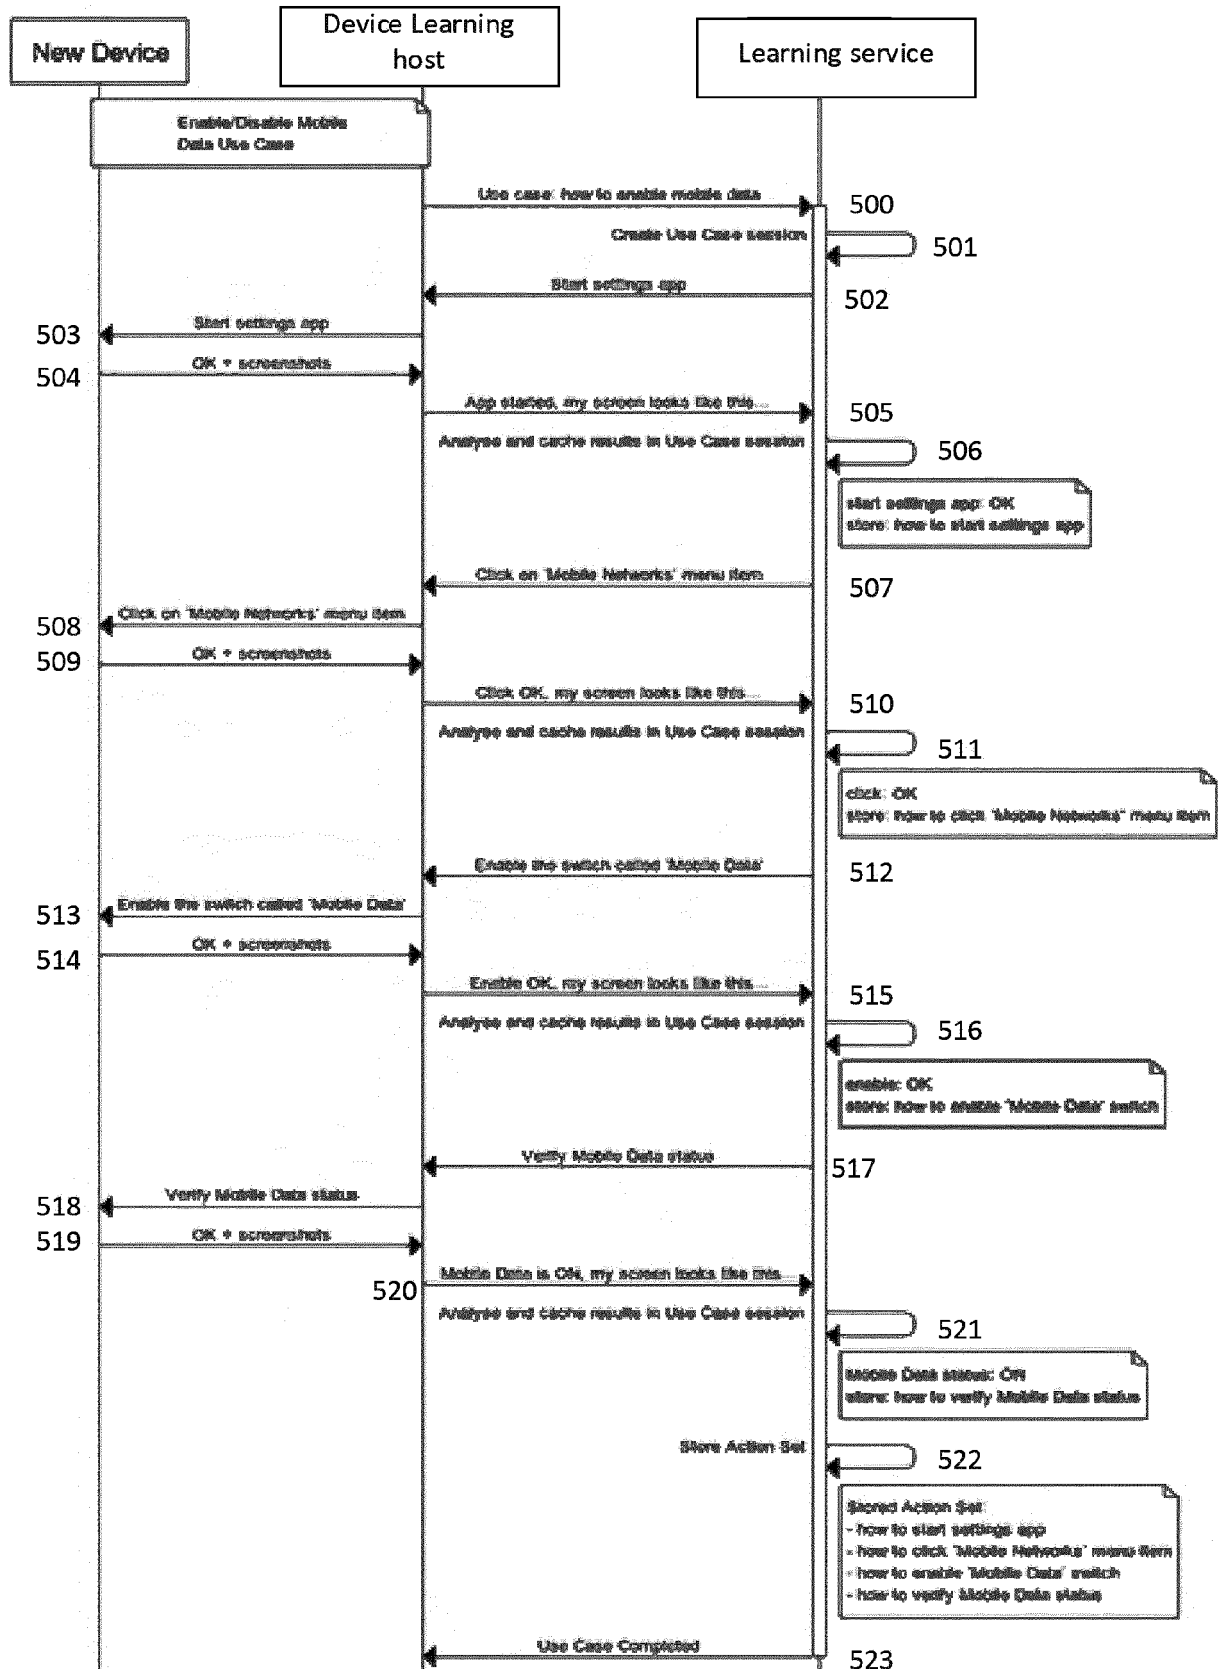 New Device
Device Learning
host
Learning service
Enable/Disable Mobile
Data Use Case
Use case: how to enable mobile data
500
Create Use Case session
501
Start settings app
502
503
Start settings app
504
OK + screenshots
App started, my screen looks like this...
505
Analyse and cache results in Use Case session
506
start settings app: OK
store: how to start settings app
Click on 'Mobile Networks' menu item
507
508
Click on 'Mobile Networks' menu item
509
OK + screenshots
Click OK, my screen looks like this...
510
Analyse and cache results in Use Case session
511
click: OK
store: how to click 'Mobile Networks' menu item
Enable the switch called 'Mobile Data'
512
513
Enable the switch called 'Mobile Data'
514
OK + screenshots
Enable OK, my screen looks like this...
515
Analyse and cache results in Use Case session
516
enable: OK
store: how to enable 'Mobile Data' switch
Verify Mobile Data status
517
518
Verify Mobile Data status
519
OK + screenshots
520
Mobile Data is ON, my screen looks like this...
Analyse and cache results in Use Case session
521
Mobile Data status: ON
store: how to verify Mobile Data status
Store Action Set
522
Stored Action Set:
- how to start settings app
- how to click 'Mobile Networks' menu item
- how to enable 'Mobile Data' switch
- how to verify Mobile Data status
Use Case Completed
523